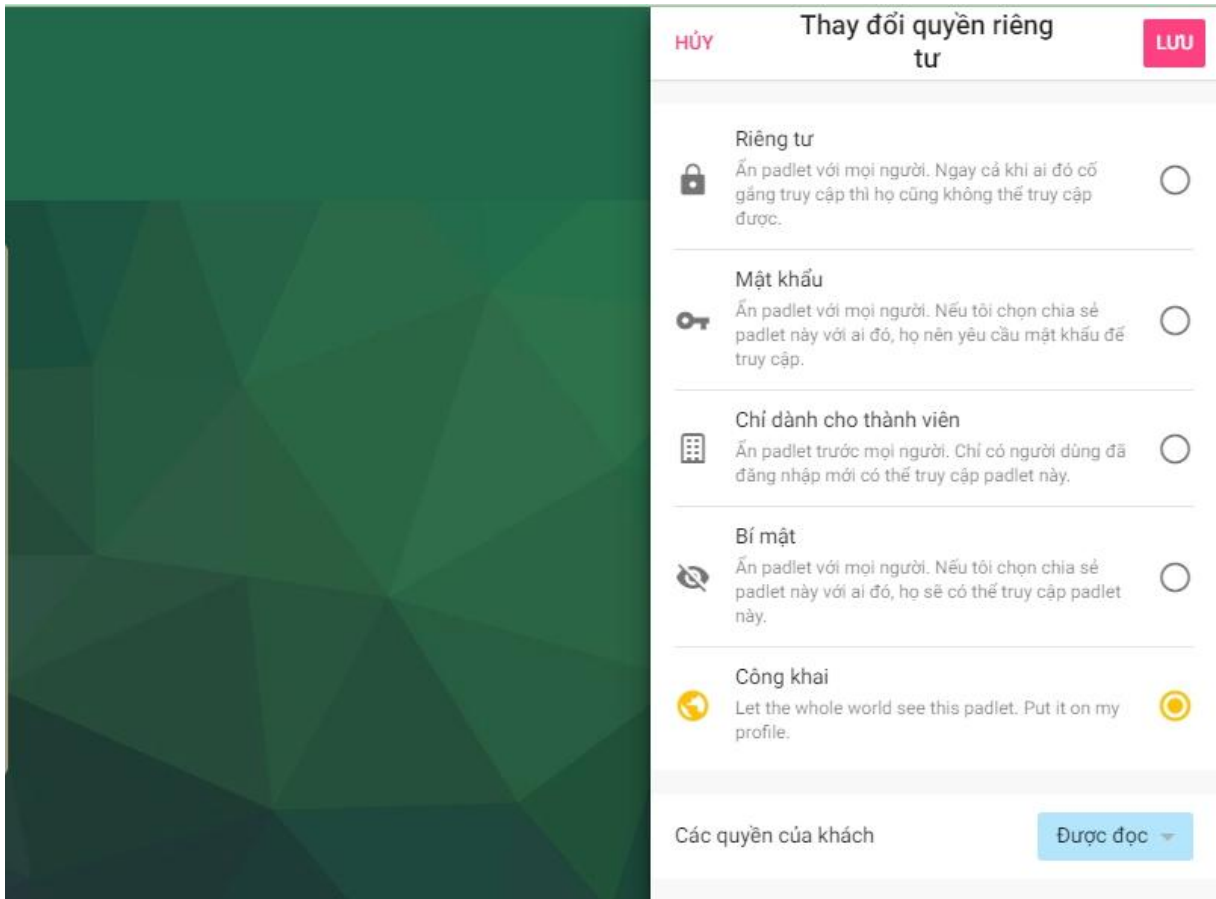 HỦY
Thay đổi quyền riêng
tư
LƯU
Riêng tư
Ẩn padlet với mọi người. Ngay cả khi ai đó cố
gắng truy cập thì họ cũng không thể truy cập
được.
Mật khẩu
Ẩn padlet với mọi người. Nếu tôi chọn chia sẻ
padlet này với ai đó, họ nên yêu cầu mật khẩu để
truy cập.
Chỉ dành cho thành viên
Ẩn padlet trước mọi người. Chỉ có người dùng đã
đăng nhập mới có thể truy cập padlet này.
Bí mật
Ẩn padlet với mọi người. Nếu tôi chọn chia sẻ
padlet này với ai đó, họ sẽ có thể truy cập padlet
này.
Công khai
Let the whole world see this padlet. Put it on my
profile.
Các quyền của khách
Được đọc